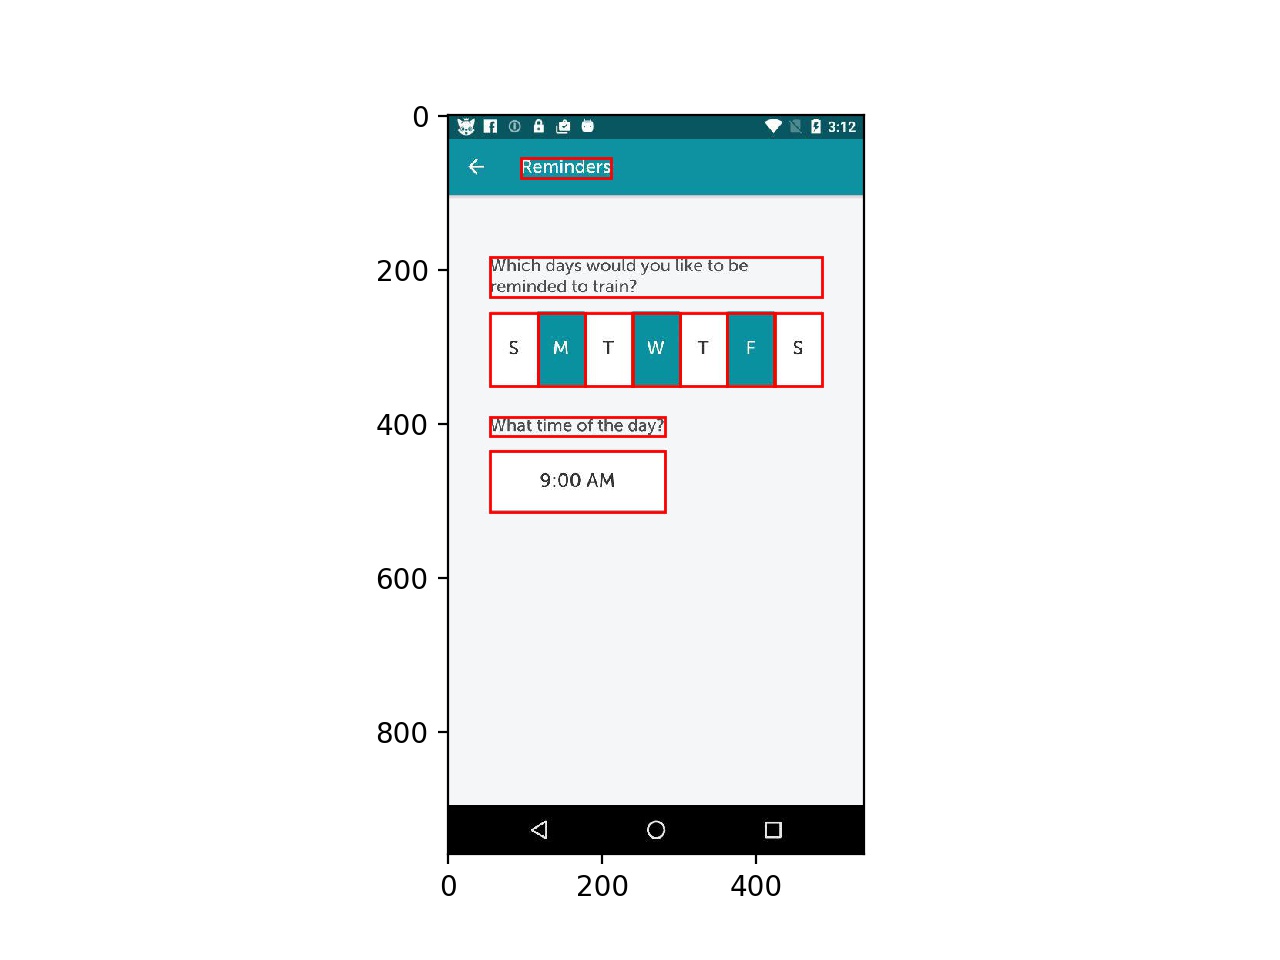 0
3:12
Reminders
200
Which days would you like to be
reminded to train?
S M T W T F S
400
What time of the day?
9:00 AM
600
800
0 200 400